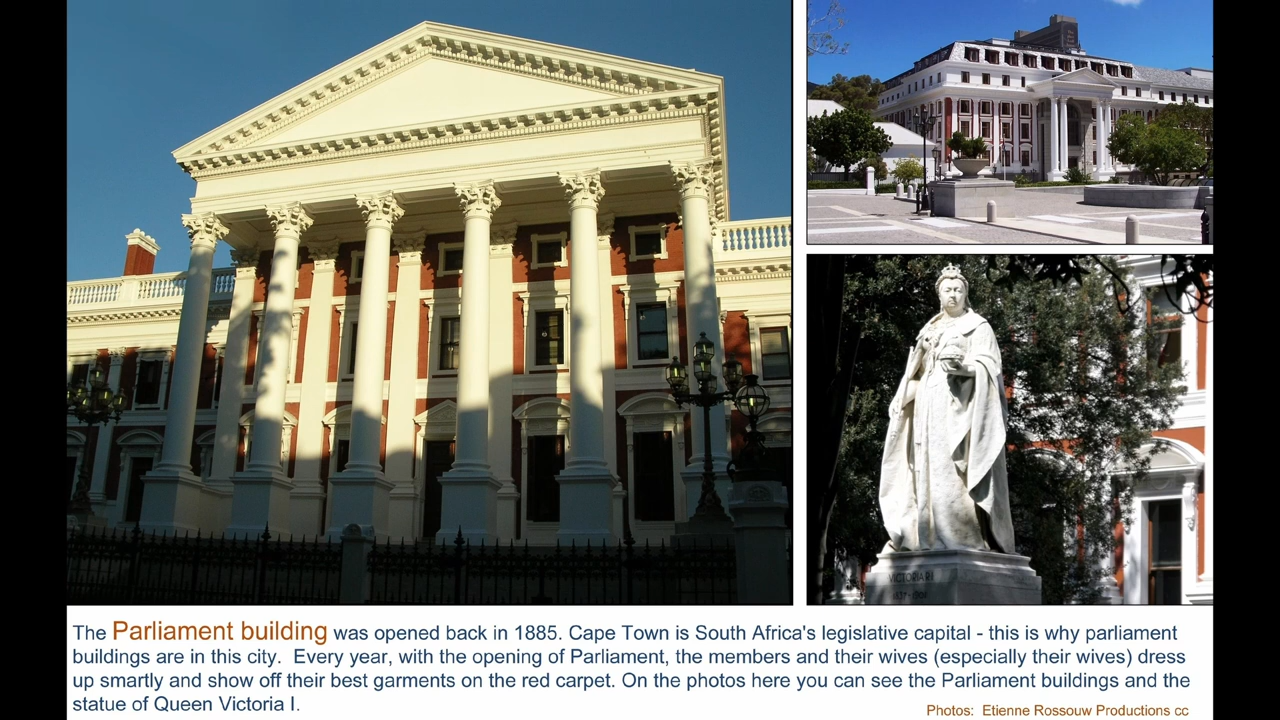 VICTORIA R I
1837-1901
The Parliament building was opened back in 1885. Cape Town is South Africa's legislative capital - this is why parliament
buildings are in this city.  Every year, with the opening of Parliament, the members and their wives (especially their wives) dress
up smartly and show off their best garments on the red carpet. On the photos here you can see the Parliament buildings and the
statue of Queen Victoria I.
Photos:  Etienne Rossouw Productions cc